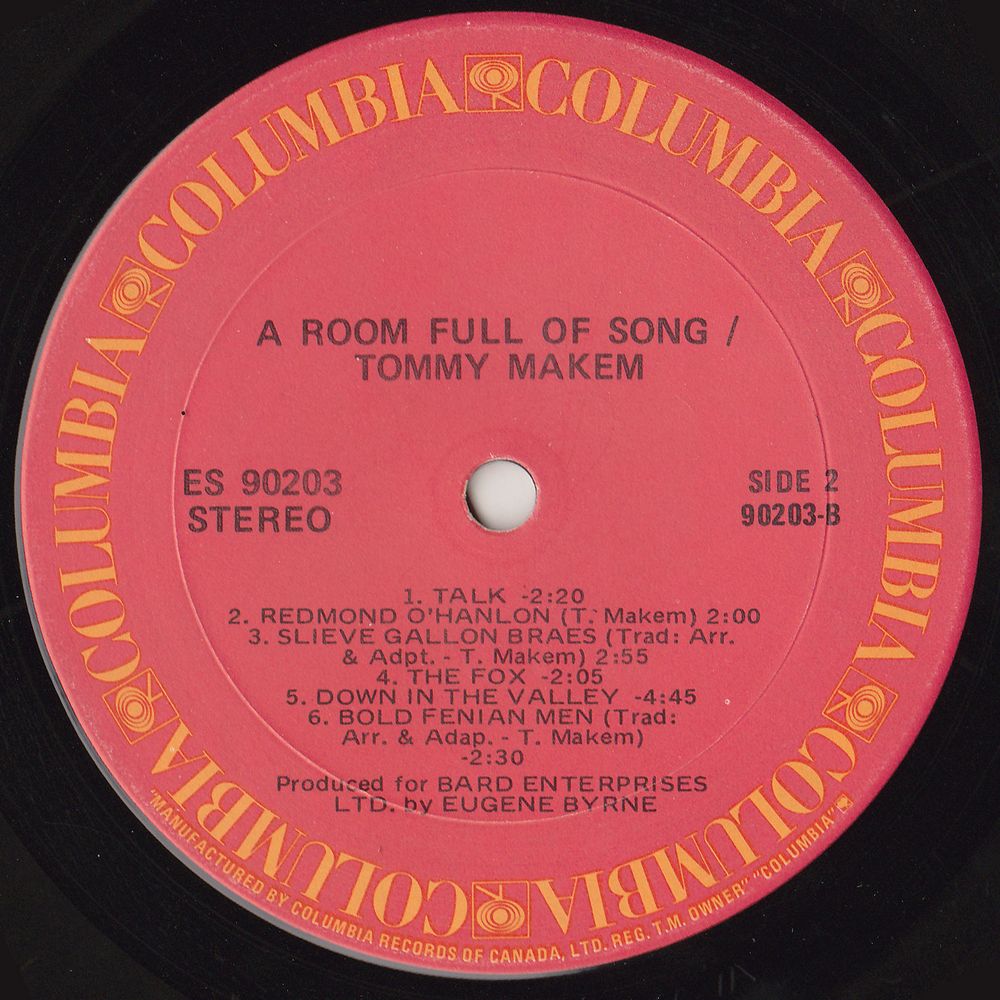 COLUMBIA COLUMBIA COLUMBIA COLUMBIA COLUMBIA COLUMBIA COLUMBIA COLUMBIA
A ROOM FULL OF SONG /
TOMMY MAKEM
ES 90203
STEREO
SIDE 2
90203-B
1. TALK -2:20
2. REDMOND O'HANLON (T. Makem) 2:00
3. SLIEVE GALLON BRAES (Trad: Arr.
& Adpt. - T. Makem) 2:55
4. THE FOX -2:05
5. DOWN IN THE VALLEY -4:45
6. BOLD FENIAN MEN (Trad:
Arr. & Adap. - T. Makem)
-2:30
Produced for BARD ENTERPRISES
LTD. by EUGENE BYRNE
"MANUFACTURED BY COLUMBIA RECORDS OF CANADA, LTD. REG. T.M. OWNER" "COLUMBIA"